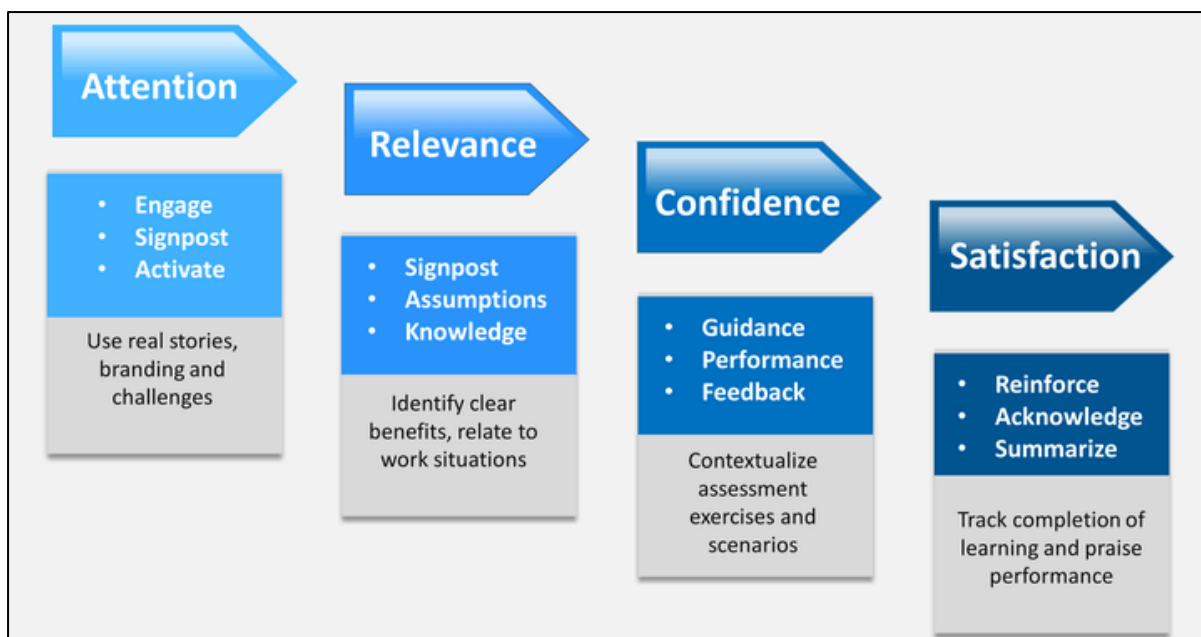 Attention
• Engage
• Signpost
• Activate
Use real stories,
branding and
challenges
Relevance
• Signpost
• Assumptions
• Knowledge
Identify clear
benefits, relate to
work situations
Confidence
• Guidance
• Performance
• Feedback
Contextualize
assessment
exercises and
scenarios
Satisfaction
• Reinforce
• Acknowledge
• Summarize
Track completion of
learning and praise
performance